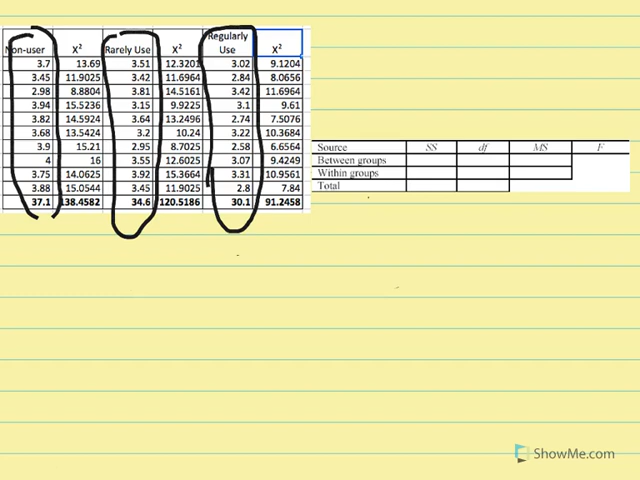 Non-user X² Rarely Use X² Regularly Use X²
3.7 13.69 3.51 12.3201 3.02 9.1204
3.45 11.9025 3.42 11.6964 2.84 8.0656
2.98 8.8804 3.81 14.5161 3.42 11.6964
3.94 15.5236 3.15 9.9225 3.1 9.61
3.82 14.5924 3.64 13.2496 2.74 7.5076
3.68 13.5424 3.2 10.24 3.22 10.3684
3.9 15.21 2.95 8.7025 2.58 6.6564
4 16 3.55 12.6025 3.07 9.4249
3.75 14.0625 3.92 15.3664 3.31 10.9561
3.88 15.0544 3.45 11.9025 2.8 7.84
37.1 138.4582 34.6 120.5186 30.1 91.2458
Source SS df MS F
Between groups
Within groups
Total
ShowMe.com